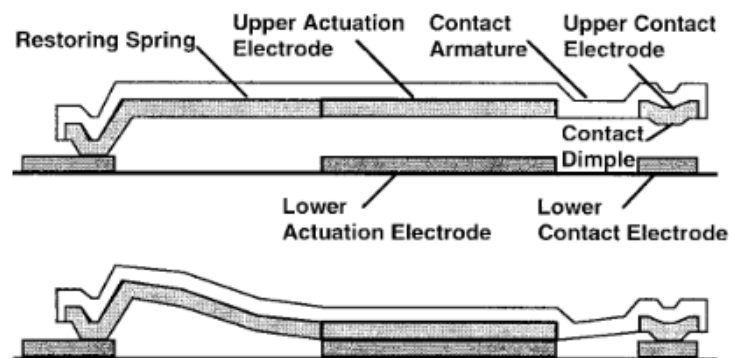 Restoring Spring
Upper Actuation
Electrode
Contact
Armature
Upper Contact
Electrode
Contact
Dimple
Lower
Actuation Electrode
Lower
Contact Electrode